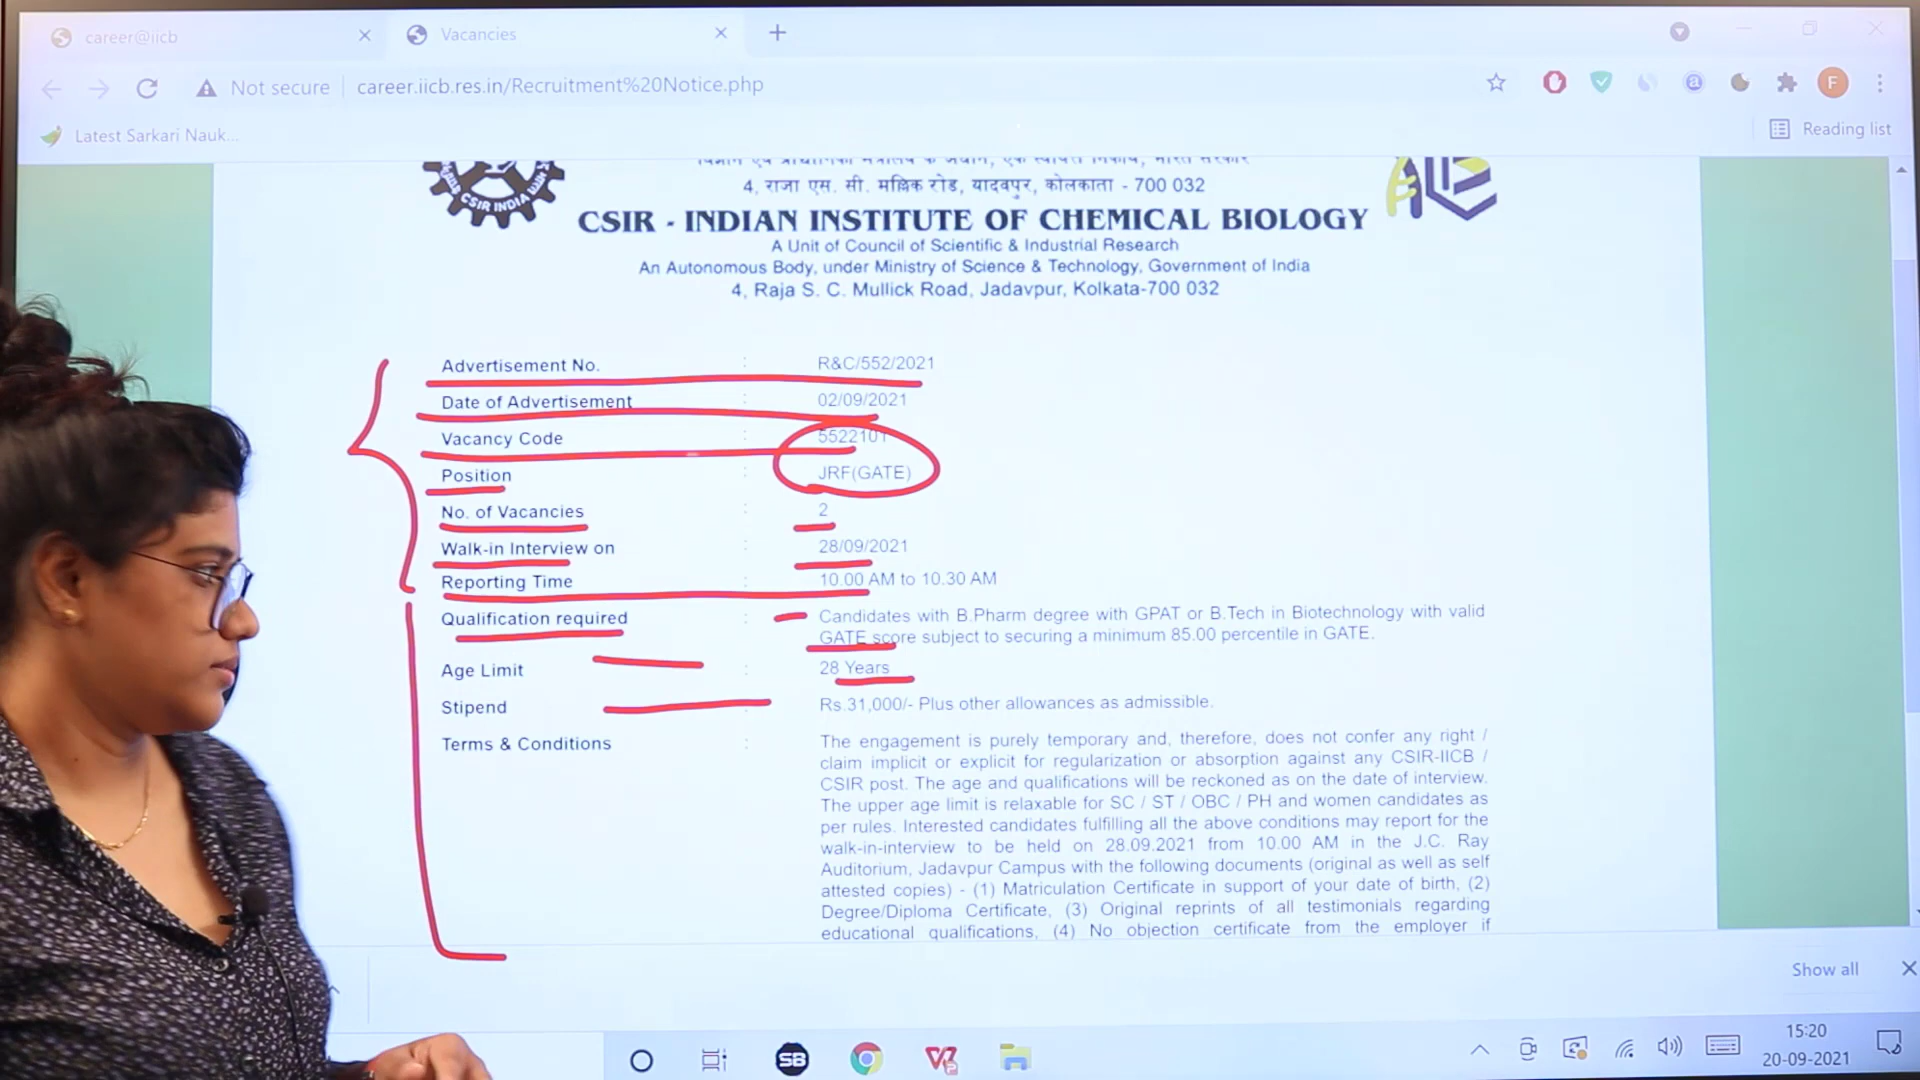 career@iicb
Vacancies
Not secure
career.iicb.res.in/Recruitment%20Notice.php
F
Latest Sarkari Nauk...
Reading list
CSIR INDIA
4, राजा एस. सी. मल्लिक रोड, यादवपुर, कोलकाता - 700 032
CSIR - INDIAN INSTITUTE OF CHEMICAL BIOLOGY
A Unit of Council of Scientific & Industrial Research
An Autonomous Body, under Ministry of Science & Technology, Government of India
4, Raja S. C. Mullick Road, Jadavpur, Kolkata-700 032
Advertisement No. : R&C/552/2021
Date of Advertisement : 02/09/2021
Vacancy Code : 5522101
Position : JRF(GATE)
No. of Vacancies : 2
Walk-in Interview on : 28/09/2021
Reporting Time : 10.00 AM to 10.30 AM
Qualification required : Candidates with B.Pharm degree with GPAT or B.Tech in Biotechnology with valid
GATE score subject to securing a minimum 85.00 percentile in GATE.
Age Limit : 28 Years
Stipend : Rs.31,000/- Plus other allowances as admissible.
Terms & Conditions : The engagement is purely temporary and, therefore, does not confer any right /
claim implicit or explicit for regularization or absorption against any CSIR-IICB /
CSIR post. The age and qualifications will be reckoned as on the date of interview.
The upper age limit is relaxable for SC / ST / OBC / PH and women candidates as
per rules. Interested candidates fulfilling all the above conditions may report for the
walk-in-interview to be held on 28.09.2021 from 10.00 AM in the J.C. Ray
Auditorium, Jadavpur Campus with the following documents (original as well as self
attested copies) - (1) Matriculation Certificate in support of your date of birth, (2)
Degree/Diploma Certificate, (3) Original reprints of all testimonials regarding
educational qualifications, (4) No objection certificate from the employer if
Show all
SB
15:20
20-09-2021